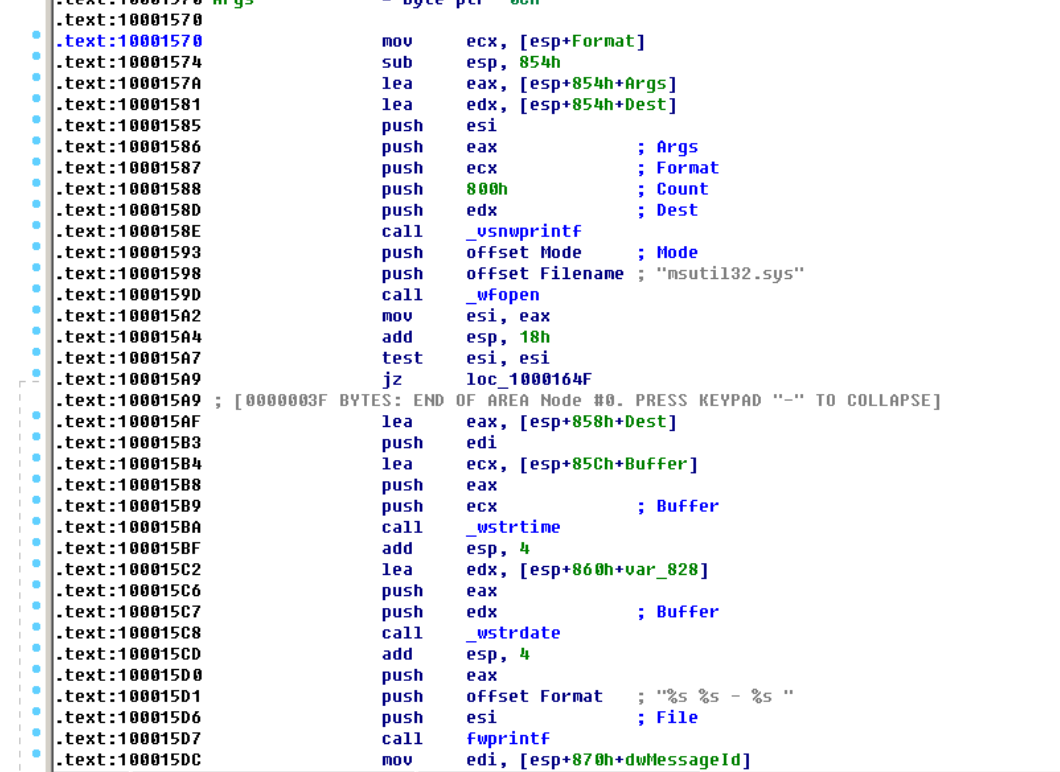 .text:10001570 Args = byte ptr 0Ch
.text:10001570
.text:10001570 mov ecx, [esp+Format]
.text:10001574 sub esp, 854h
.text:1000157A lea eax, [esp+854h+Args]
.text:10001581 lea edx, [esp+854h+Dest]
.text:10001585 push esi
.text:10001586 push eax ; Args
.text:10001587 push ecx ; Format
.text:10001588 push 800h ; Count
.text:1000158D push edx ; Dest
.text:1000158E call _vsnwprintf
.text:10001593 push offset Mode ; Mode
.text:10001598 push offset Filename ; "msutil32.sys"
.text:1000159D call _wfopen
.text:100015A2 mov esi, eax
.text:100015A4 add esp, 18h
.text:100015A7 test esi, esi
.text:100015A9 jz loc_1000164F
.text:100015A9 ; [0000003F BYTES: END OF AREA Node #0. PRESS KEYPAD "-" TO COLLAPSE]
.text:100015AF lea eax, [esp+858h+Dest]
.text:100015B3 push edi
.text:100015B4 lea ecx, [esp+85Ch+Buffer]
.text:100015B8 push eax
.text:100015B9 push ecx ; Buffer
.text:100015BA call _wstrtime
.text:100015BF add esp, 4
.text:100015C2 lea edx, [esp+860h+var_828]
.text:100015C6 push eax
.text:100015C7 push edx ; Buffer
.text:100015C8 call _wstrdate
.text:100015CD add esp, 4
.text:100015D0 push eax
.text:100015D1 push offset Format ; "%s %s - %s "
.text:100015D6 push esi ; File
.text:100015D7 call fwprintf
.text:100015DC mov edi, [esp+870h+dwMessageId]